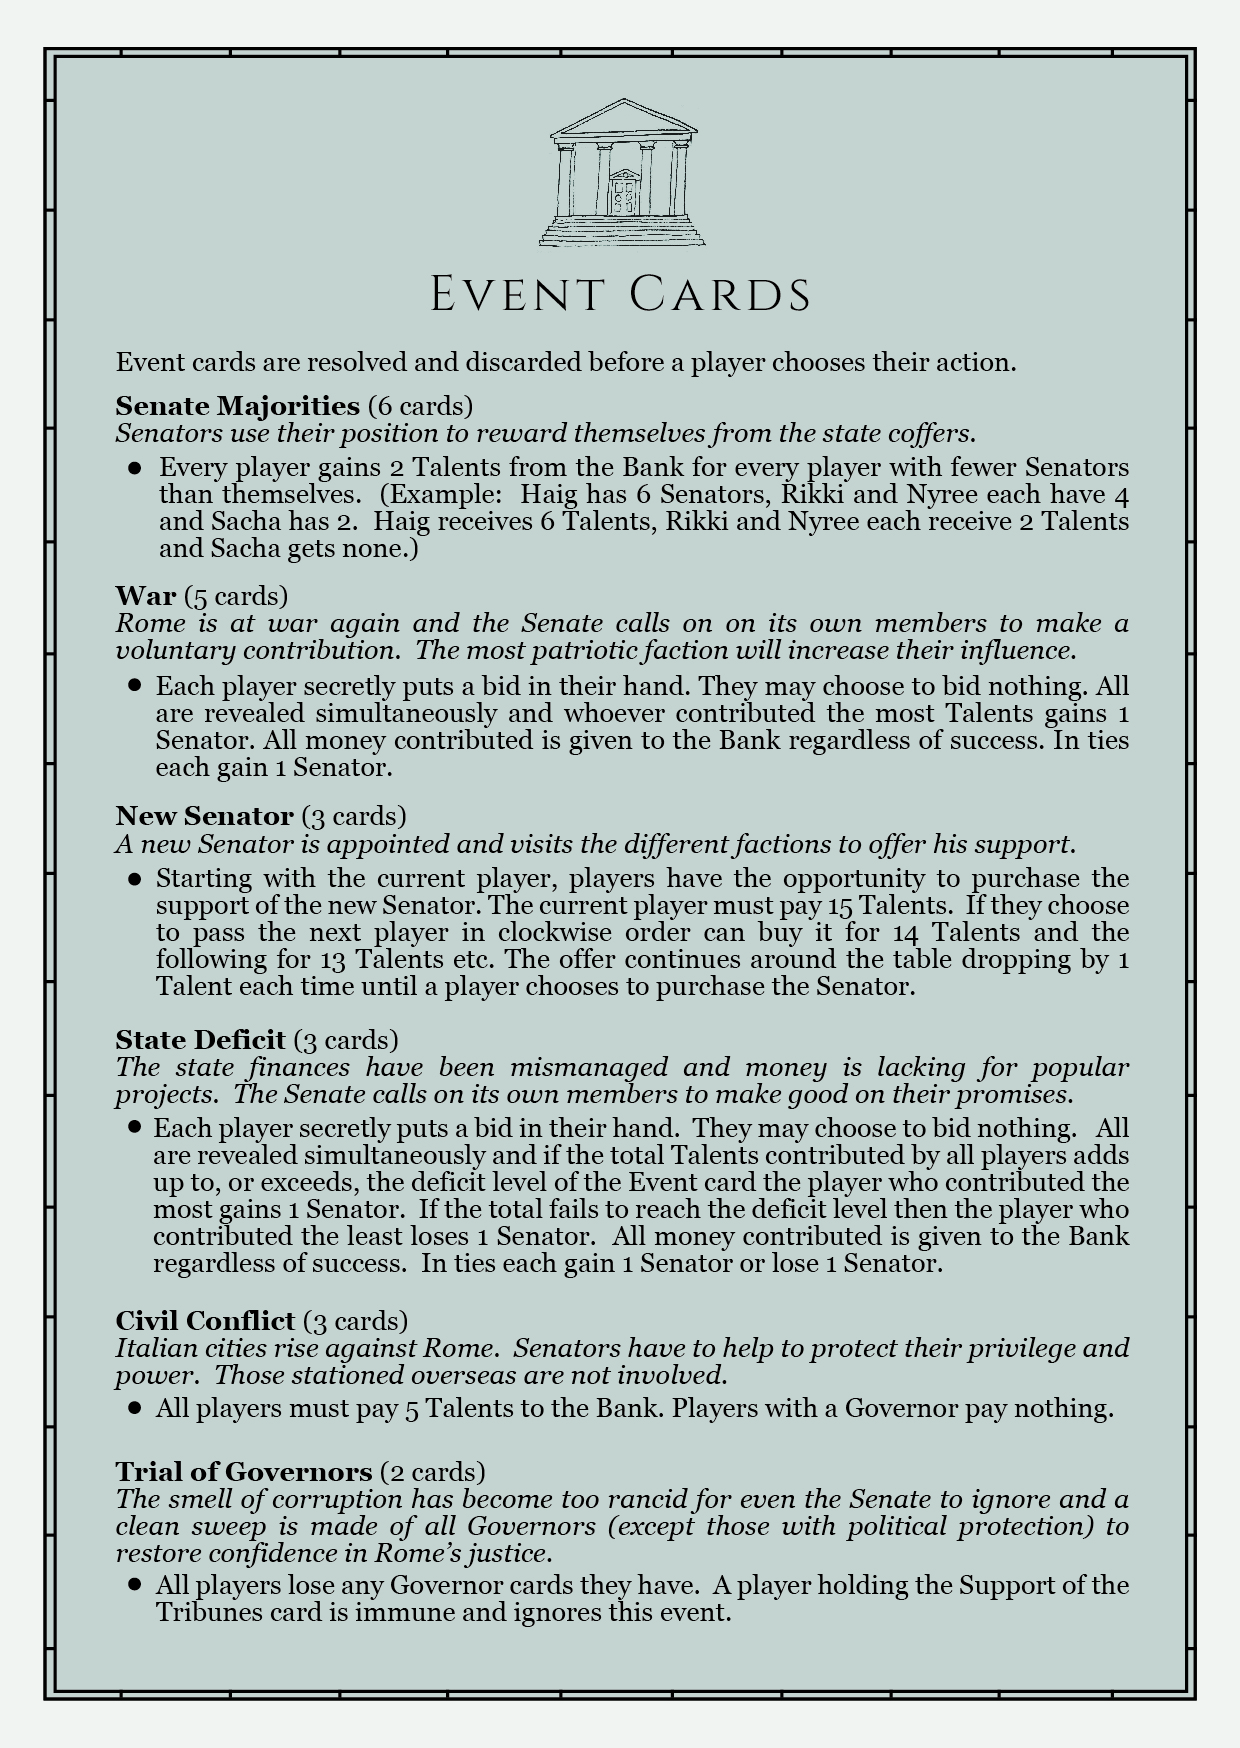 Event Cards
Event cards are resolved and discarded before a player chooses their action.
Senate Majorities (6 cards)
Senators use their position to reward themselves from the state coffers.
● Every player gains 2 Talents from the Bank for every player with fewer Senators
than themselves.  (Example:  Haig has 6 Senators, Rikki and Nyree each have 4
and Sacha has 2.  Haig receives 6 Talents, Rikki and Nyree each receive 2 Talents
and Sacha gets none.)
War (5 cards)
Rome is at war again and the Senate calls on on its own members to make a
voluntary contribution.  The most patriotic faction will increase their influence.
● Each player secretly puts a bid in their hand. They may choose to bid nothing. All
are revealed simultaneously and whoever contributed the most Talents gains 1
Senator. All money contributed is given to the Bank regardless of success. In ties
each gain 1 Senator.
New Senator (3 cards)
A new Senator is appointed and visits the different factions to offer his support.
● Starting with the current player, players have the opportunity to purchase the
support of the new Senator. The current player must pay 15 Talents.  If they choose
to pass the next player in clockwise order can buy it for 14 Talents and the
following for 13 Talents etc. The offer continues around the table dropping by 1
Talent each time until a player chooses to purchase the Senator.
State Deficit (3 cards)
The state finances have been mismanaged and money is lacking for popular
projects.  The Senate calls on its own members to make good on their promises.
● Each player secretly puts a bid in their hand.  They may choose to bid nothing.   All
are revealed simultaneously and if the total Talents contributed by all players adds
up to, or exceeds, the deficit level of the Event card the player who contributed the
most gains 1 Senator.  If the total fails to reach the deficit level then the player who
contributed the least loses 1 Senator.  All money contributed is given to the Bank
regardless of success.  In ties each gain 1 Senator or lose 1 Senator.
Civil Conflict (3 cards)
Italian cities rise against Rome.  Senators have to help to protect their privilege and
power.  Those stationed overseas are not involved.
● All players must pay 5 Talents to the Bank. Players with a Governor pay nothing.
Trial of Governors (2 cards)
The smell of corruption has become too rancid for even the Senate to ignore and a
clean sweep is made of all Governors (except those with political protection) to
restore confidence in Rome's justice.
● All players lose any Governor cards they have.  A player holding the Support of the
Tribunes card is immune and ignores this event.